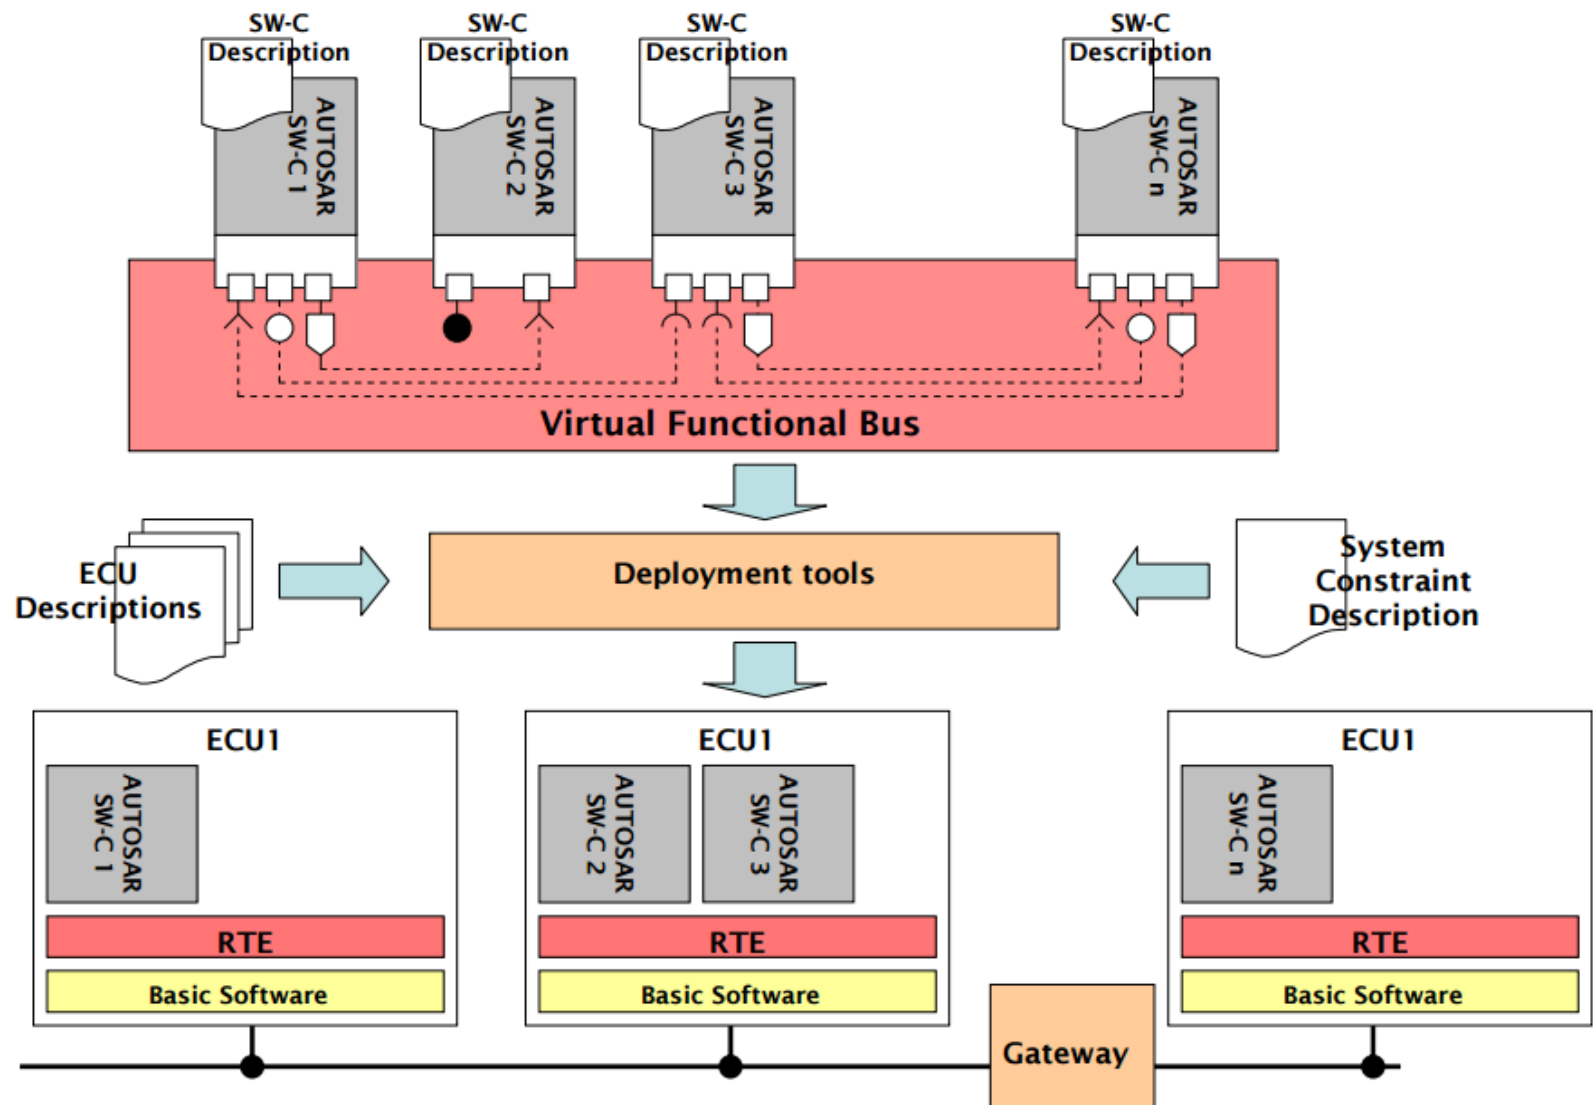 SW-C
Description
SW-C
Description
SW-C
Description
SW-C
Description
AUTOSAR
SW-C 1
AUTOSAR
SW-C 2
AUTOSAR
SW-C 3
AUTOSAR
SW-C n
Virtual Functional Bus
ECU
Descriptions
Deployment tools
System
Constraint
Description
ECU1
AUTOSAR
SW-C 1
RTE
Basic Software
ECU1
AUTOSAR
SW-C 2
AUTOSAR
SW-C 3
RTE
Basic Software
ECU1
AUTOSAR
SW-C n
RTE
Basic Software
Gateway